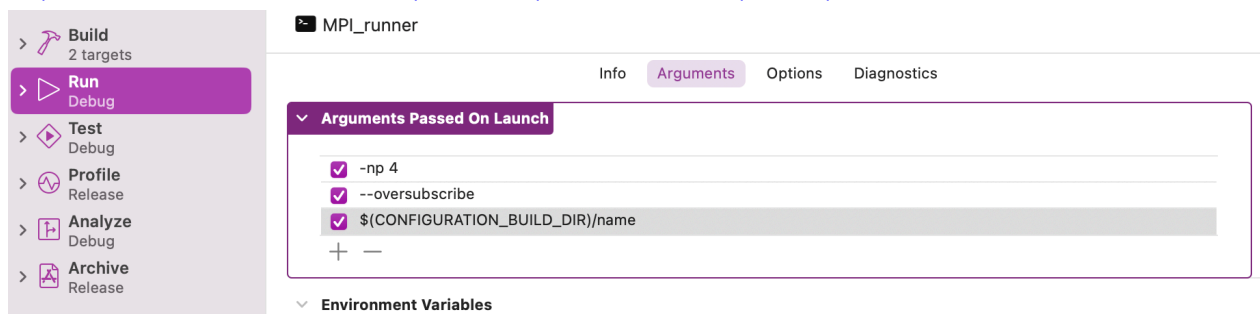 Build
2 targets
Run
Debug
Test
Debug
Profile
Release
Analyze
Debug
Archive
Release
MPI_runner
Info Arguments Options Diagnostics
Arguments Passed On Launch
-np 4
--oversubscribe
$(CONFIGURATION_BUILD_DIR)/name
Environment Variables